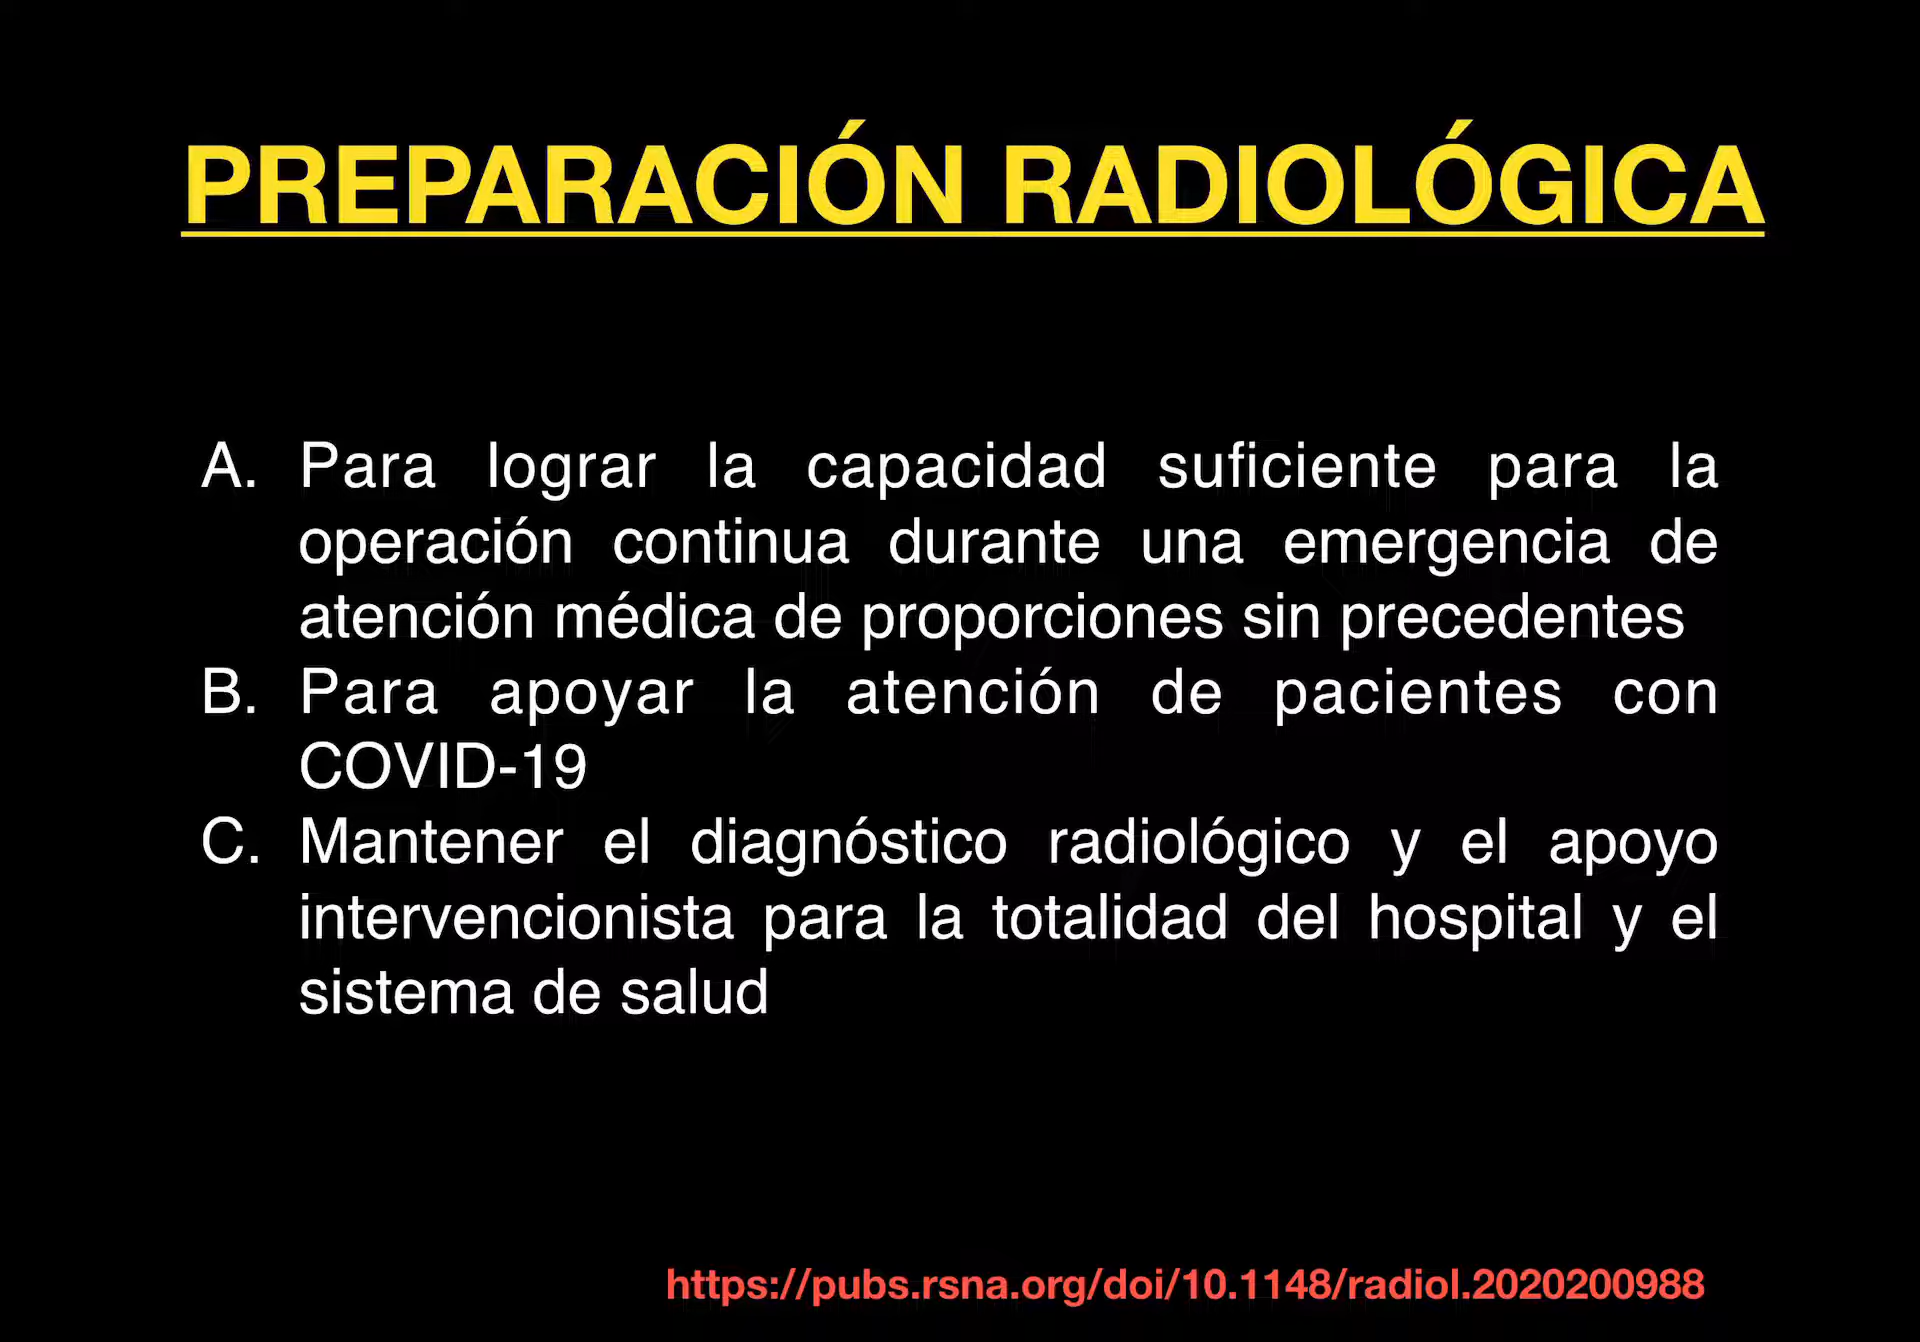 PREPARACIÓN RADIOLÓGICA
A. Para lograr la capacidad suficiente para la
operación continua durante una emergencia de
atención médica de proporciones sin precedentes
B. Para apoyar la atención de pacientes con
COVID-19
C. Mantener el diagnóstico radiológico y el apoyo
intervencionista para la totalidad del hospital y el
sistema de salud
https://pubs.rsna.org/doi/10.1148/radiol.2020200988